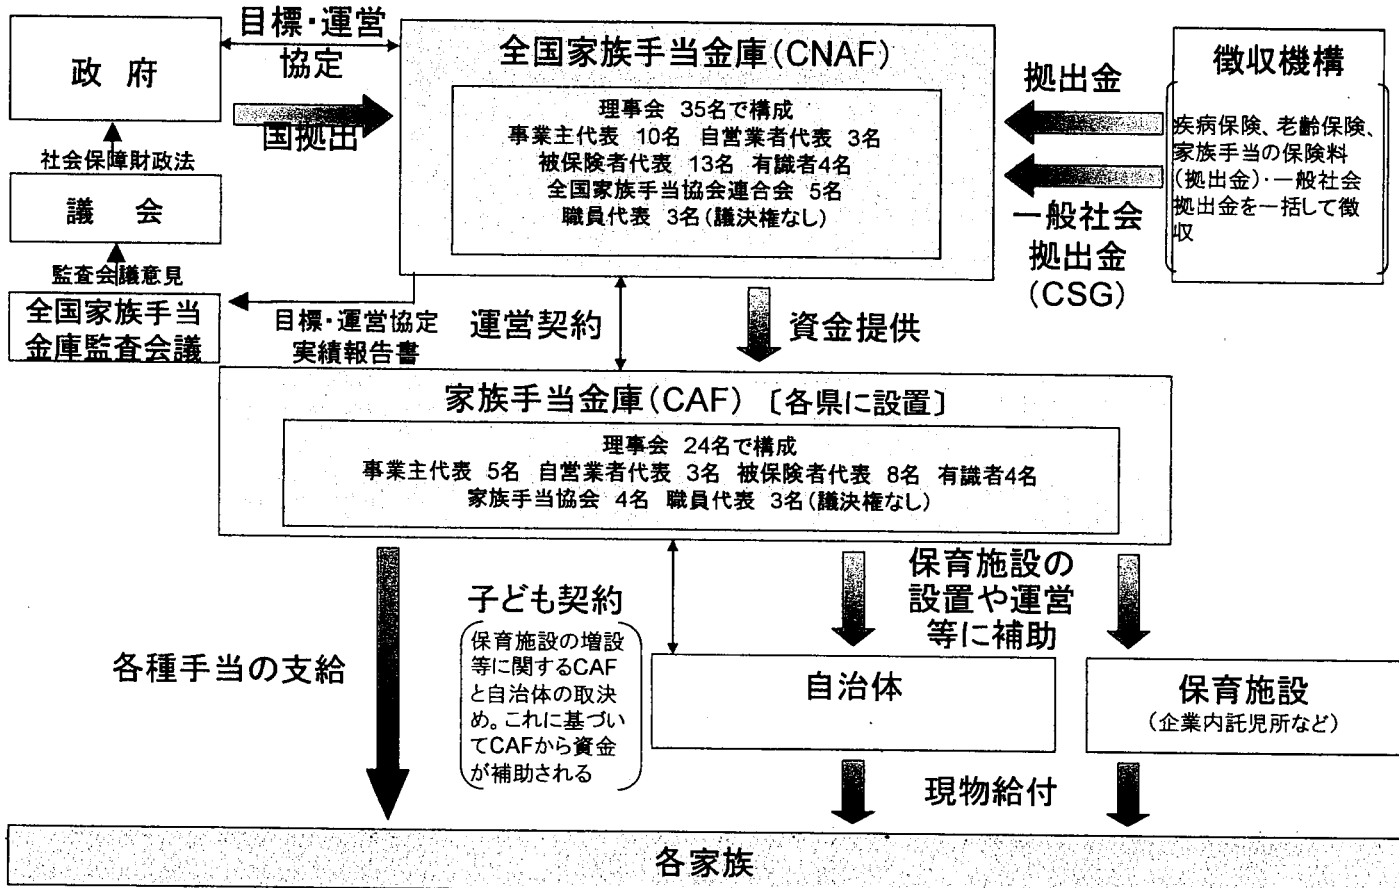 目標・運営
協定
政 府
国拠出
社会保障財政法
議 会
監査会議意見
全国家族手当
金庫監査会議
全国家族手当金庫(CNAF)
理事会 35名で構成
事業主代表 10名 自営業者代表 3名
被保険者代表 13名 有識者4名
全国家族手当協会連合会 5名
職員代表 3名(議決権なし)
拠出金
一般社会
拠出金
(CSG)
徴収機構
疾病保険、老齢保険、
家族手当の保険料
(拠出金)・一般社会
拠出金を一括して徴
収
目標・運営協定
実績報告書
運営契約
資金提供
家族手当金庫(CAF) 〔各県に設置〕
理事会 24名で構成
事業主代表 5名 自営業者代表 3名 被保険者代表 8名 有識者4名
家族手当協会 4名 職員代表 3名(議決権なし)
各種手当の支給
子ども契約
保育施設の増設
等に関するCAF
と自治体の取決
め。これに基づい
てCAFから資金
が補助される
保育施設の
設置や運営
等に補助
自治体
保育施設
(企業内託児所など)
現物給付
各家族